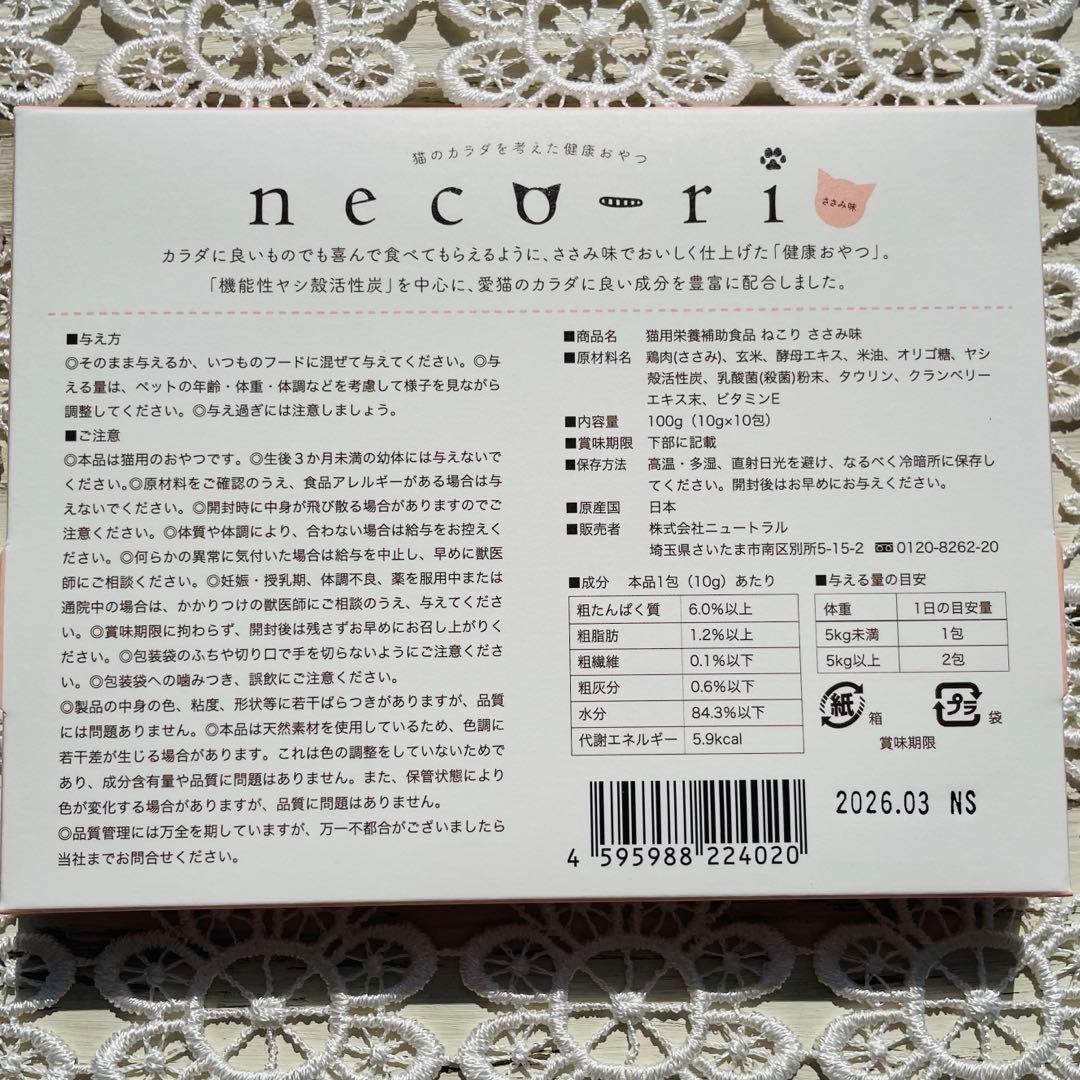 猫のカラダを考えた健康おやつ
neco-ri
ささみ味
カラダに良いものでも喜んで食べてもらえるように、ささみ味でおいしく仕上げた「健康おやつ」。
「機能性ヤシ殻活性炭」を中心に、愛猫のカラダに良い成分を豊富に配合しました。
■与え方
◎そのまま与えるか、いつものフードに混ぜて与えてください。◎与
える量は、ペットの年齢・体重・体調などを考慮して様子を見ながら
調整してください。◎与え過ぎには注意しましょう。
■ご注意
◎本品は猫用のおやつです。◎生後3か月未満の幼体には与えないで
ください。◎原材料をご確認のうえ、食品アレルギーがある場合は与
えないでください。◎開封時に中身が飛び散る場合がありますのでご
注意ください。◎体質や体調により、合わない場合は給与をお控えく
ださい。◎何らかの異常に気付いた場合は給与を中止し、早めに獣医
師にご相談ください。◎妊娠・授乳期、体調不良、薬を服用中または
通院中の場合は、かかりつけの獣医師にご相談のうえ、与えてくださ
い。◎賞味期限に拘わらず、開封後は残さずお早めにお召し上がりく
ださい。◎包装袋のふちや切り口で手を切らないようにご注意くださ
い。◎包装袋への噛みつき、誤飲にご注意ください。
◎製品の中身の色、粘度、形状等に若干ばらつきがありますが、品質
には問題ありません。◎本品は天然素材を使用しているため、色調に
若干差が生じる場合があります。これは色の調整をしていないためで
あり、成分含有量や品質に問題はありません。また、保管状態により
色が変化する場合がありますが、品質に問題はありません。
◎品質管理には万全を期していますが、万一不都合がございましたら
当社までお問合せください。
■商品名 猫用栄養補助食品 ねこり ささみ味
■原材料名 鶏肉(ささみ)、玄米、酵母エキス、米油、オリゴ糖、ヤシ
殻活性炭、乳酸菌(殺菌)粉末、タウリン、クランベリー
エキス末、ビタミンE
■内容量 100g（10g×10包）
■賞味期限 下部に記載
■保存方法 高温・多湿、直射日光を避け、なるべく冷暗所に保存し
てください。開封後はお早めにお与えください。
■原産国 日本
■販売者 株式会社ニュートラル
埼玉県さいたま市南区別所5-15-2 0120-8262-20
■成分 本品1包（10g）あたり
粗たんぱく質 6.0%以上
粗脂肪 1.2%以上
粗繊維 0.1%以下
粗灰分 0.6%以下
水分 84.3%以下
代謝エネルギー 5.9kcal
■与える量の目安
体重 1日の目安量
5kg未満 1包
5kg以上 2包
紙 箱 プラ 袋
賞味期限
2026.03 NS
4 595988 224020